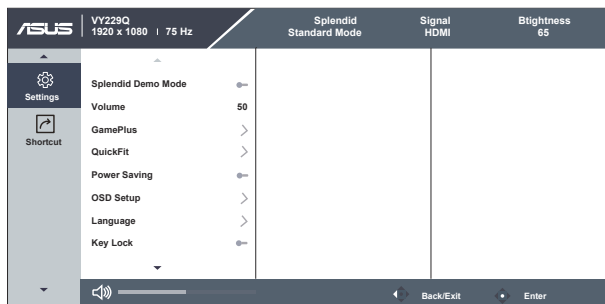 ASUS
VY229Q
1920 x 1080 | 75 Hz
Splendid
Standard Mode
Signal
HDMI
Btightness
65
Settings
Shortcut
Splendid Demo Mode
Volume 50
GamePlus
QuickFit
Power Saving
OSD Setup
Language
Key Lock
Back/Exit
Enter